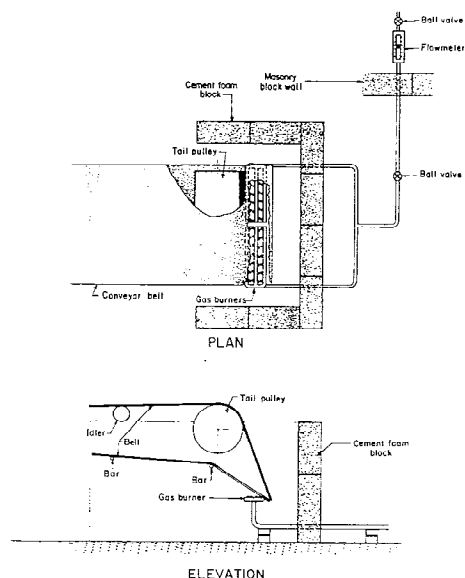 Ball valve
Flowmeter
Masonry
block wall
Cement foam
block
Tail pulley
Ball valve
Conveyor belt
Gas burners
PLAN
Tail pulley
Idler
Belt
Bar
Bar
Cement foam
block
Gas burner
ELEVATION